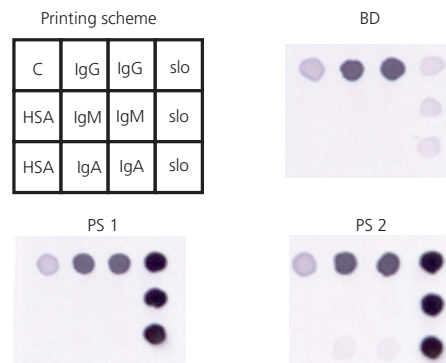 Printing scheme
BD
C IgG IgG slo
HSA IgM IgM slo
HSA IgA IgA slo
PS 1
PS 2